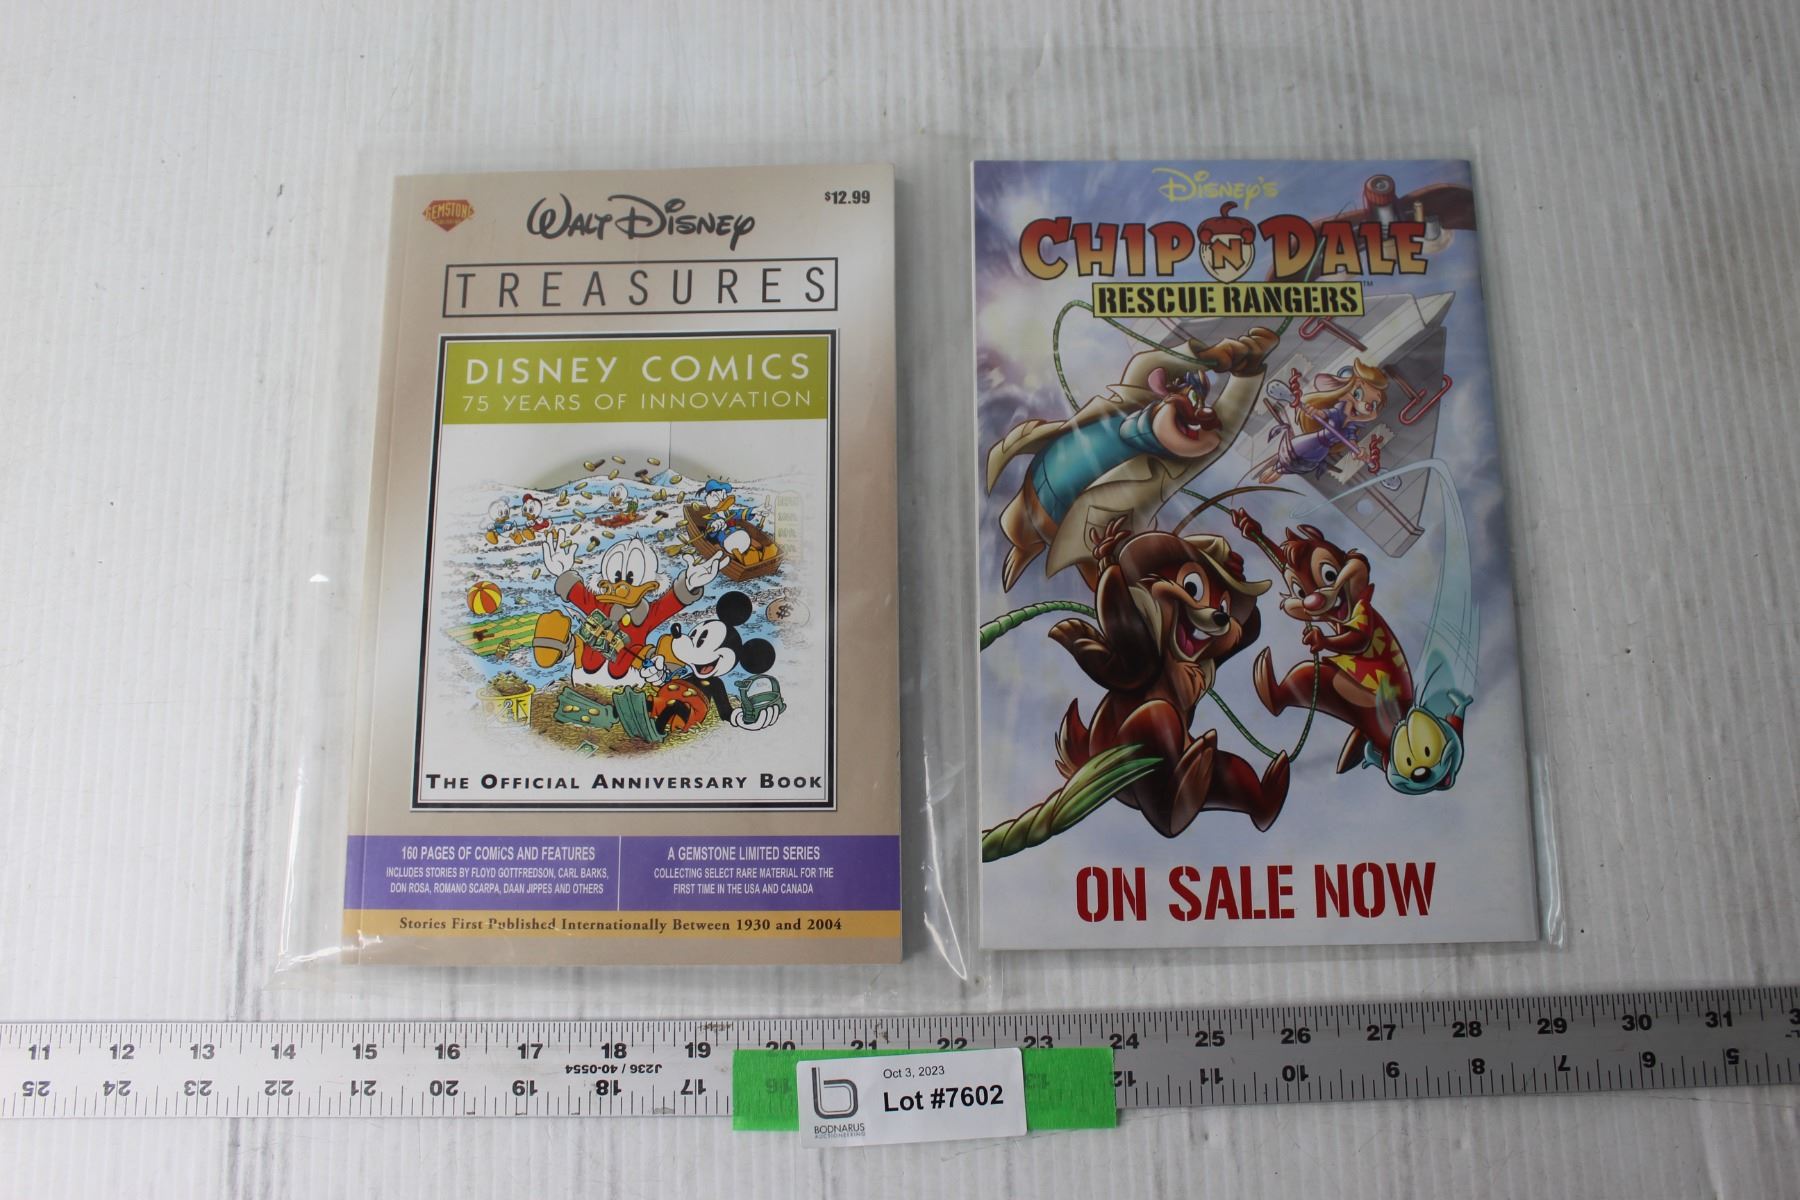 GEMSTONE
WALT DISNEY
$12.99
TREASURES
DISNEY COMICS
75 YEARS OF INNOVATION
THE OFFICIAL ANNIVERSARY BOOK
160 PAGES OF COMiCS AND FEATURES
INCLUDES STORIES BY FLOYD GOTTFREDSON, CARL BARKS,
DON ROSA, ROMANO SCARPA, DAAN JIPPES AND OTHERS
A GEMSTONE LIMITED SERIES
COLLECTING SELECT RARE MATERIAL FOR THE
FIRST TIME IN THE USA AND CANADA
Stories First Published Internationally Between 1930 and 2004
DISNEY'S
CHIP 'N DALE
RESCUE RANGERS™
ON SALE NOW
11 12 13 14 15 16 17 18 19 20 21 22 23 24 25 26 27 28 29 30 31
J236 / 40-0554
25 24 23 22 21 20 19 18 17 16 13 12 11 10 9 8 7 6 5
Oct 3, 2023
Lot #7602
BODNARUS
AUCTIONEERING